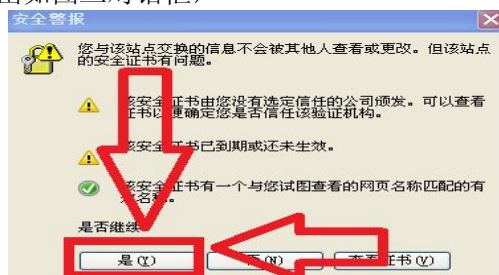 安全警报
您与该站点交换的信息不会被其他人查看或更改。但该站点
的安全证书有问题。
该安全证书由您没有选定信任的公司颁发。可以查看
证书以便确定您是否信任该验证机构。
该安全证书已到期或还未生效。
该安全证书有一个与您试图查看的网页名称匹配的有
效名称。
是否继续
是(Y)
(N)
证书(V)